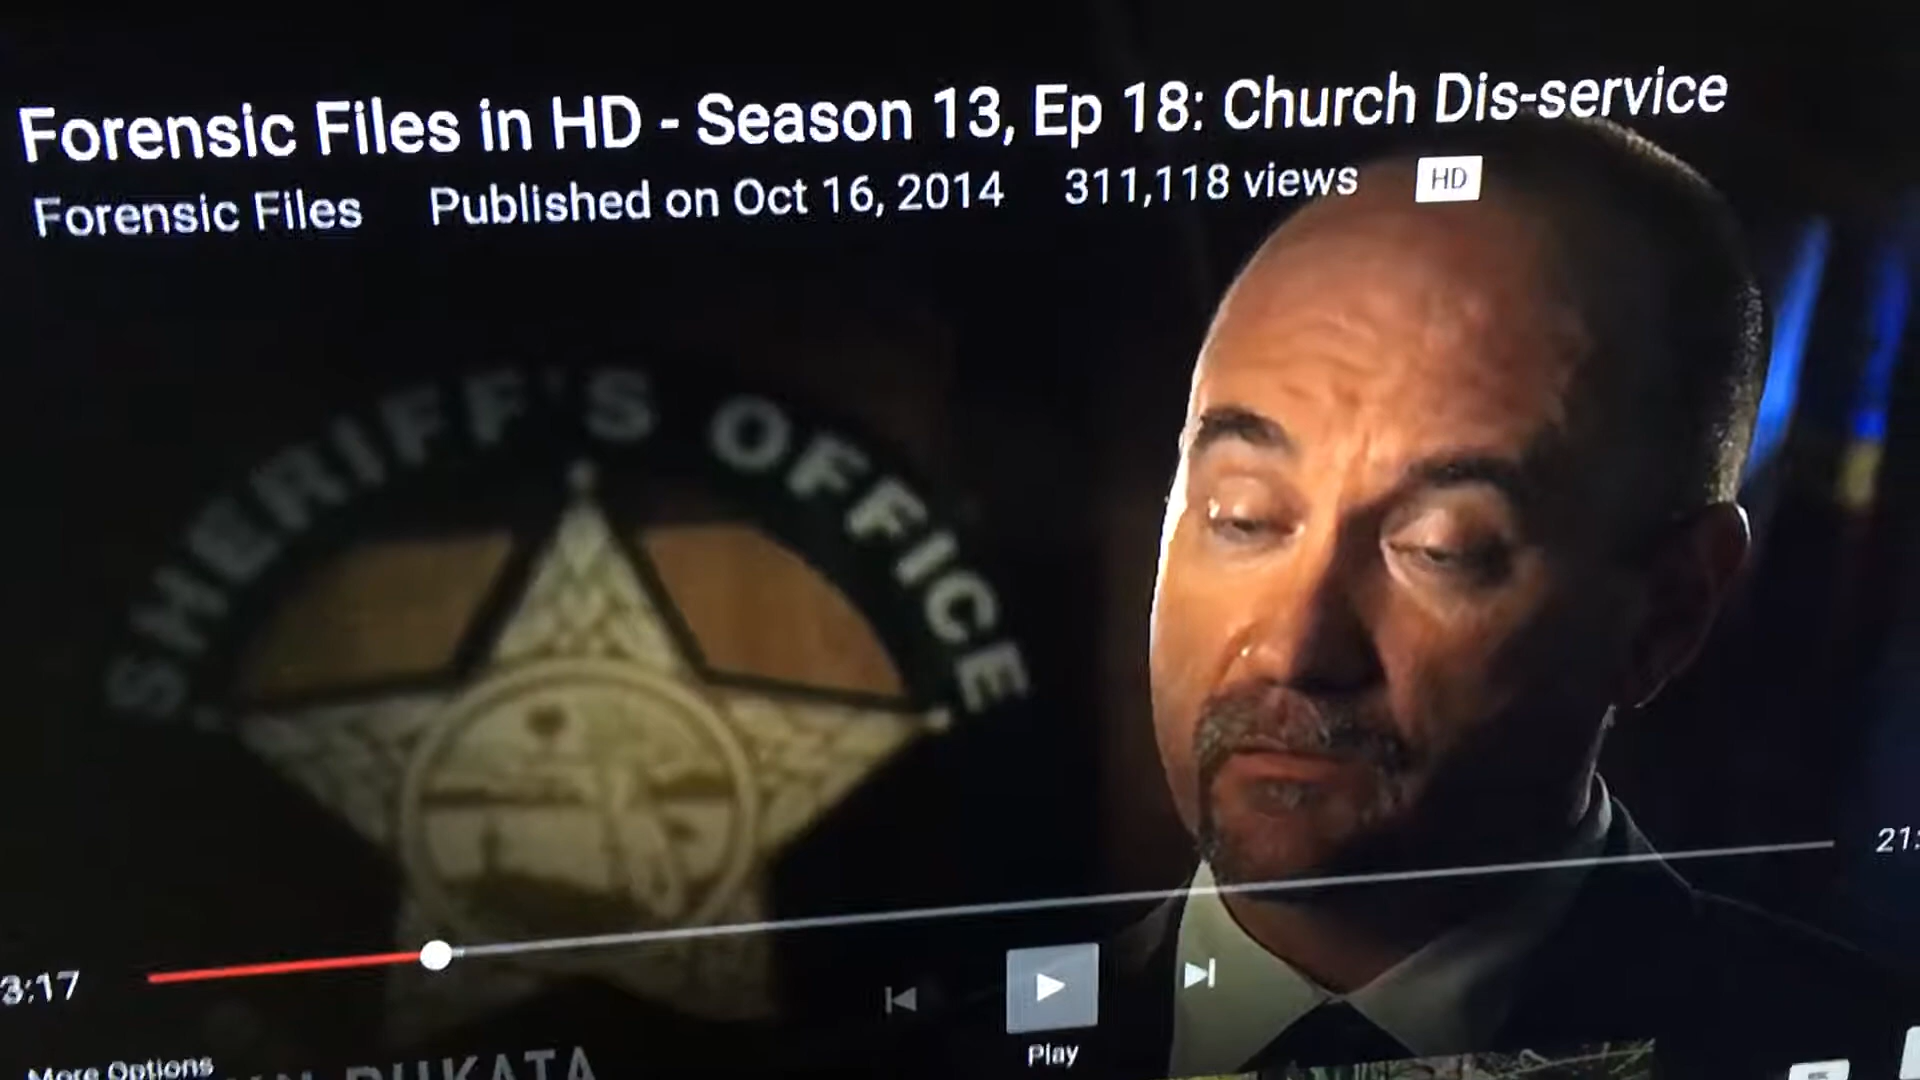 Forensic Files in HD - Season 13, Ep 18: Church Dis-service
Forensic Files Published on Oct 16, 2014 311,118 views HD
SHERIFF'S OFFICE
21:
3:17
Play
More Options